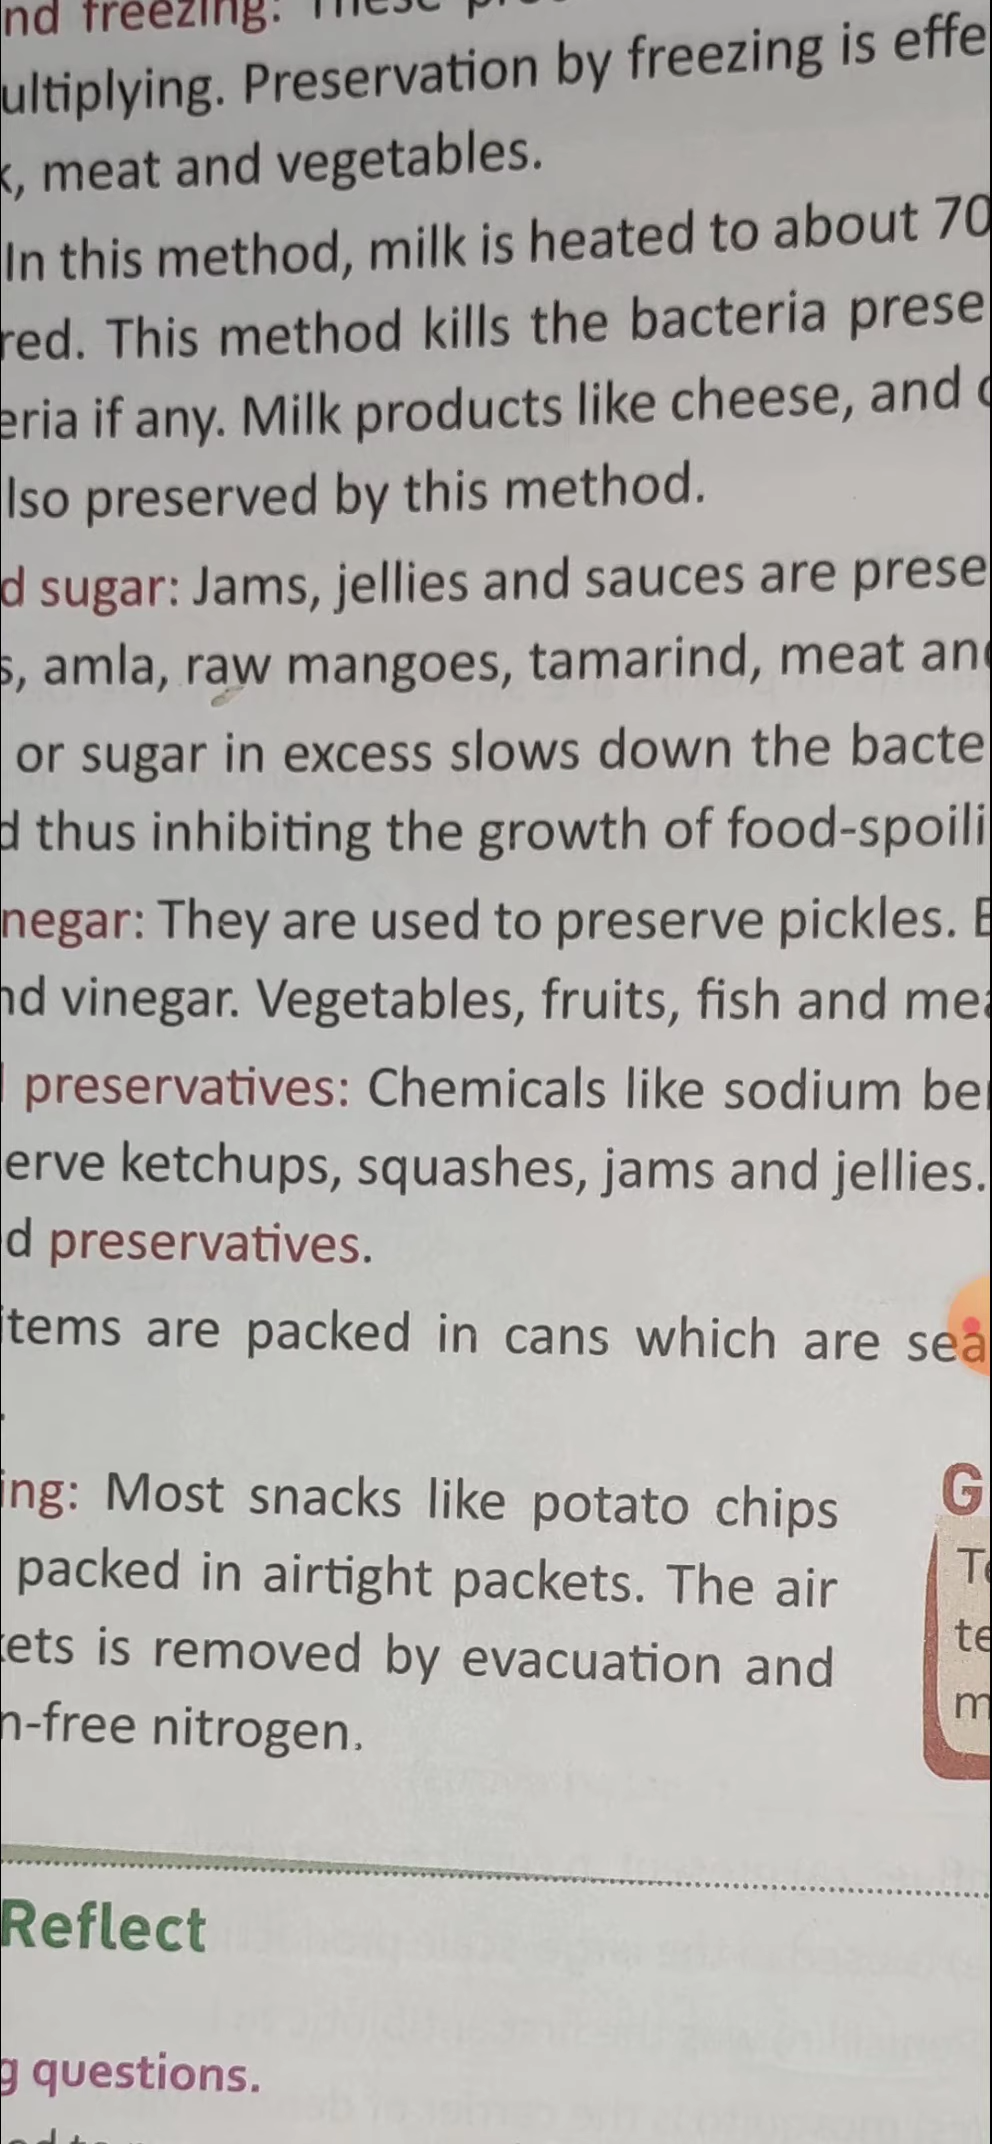 nd freezing:
ultiplying. Preservation by freezing is effe
, meat and vegetables.
In this method, milk is heated to about 70
red. This method kills the bacteria prese
eria if any. Milk products like cheese, and
lso preserved by this method.
d sugar: Jams, jellies and sauces are prese
s, amla, raw mangoes, tamarind, meat an
or sugar in excess slows down the bacte
d thus inhibiting the growth of food-spoili
negar: They are used to preserve pickles.
nd vinegar. Vegetables, fruits, fish and mea
preservatives: Chemicals like sodium be
erve ketchups, squashes, jams and jellies.
d preservatives.
items are packed in cans which are sea
ing: Most snacks like potato chips
packed in airtight packets. The air
ets is removed by evacuation and
n-free nitrogen.
G
Te
te
m
Reflect
g questions.